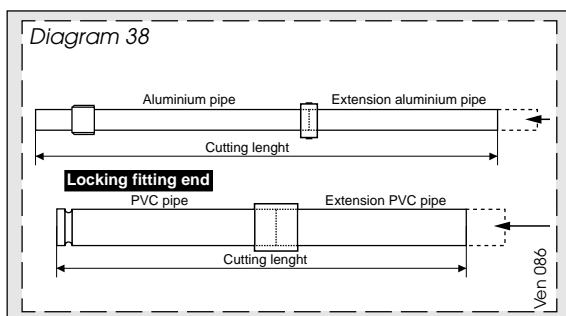 Diagram 38
Aluminium pipe Extension aluminium pipe
Cutting lenght
Locking fitting end
PVC pipe Extension PVC pipe
Cutting lenght
Ven 086